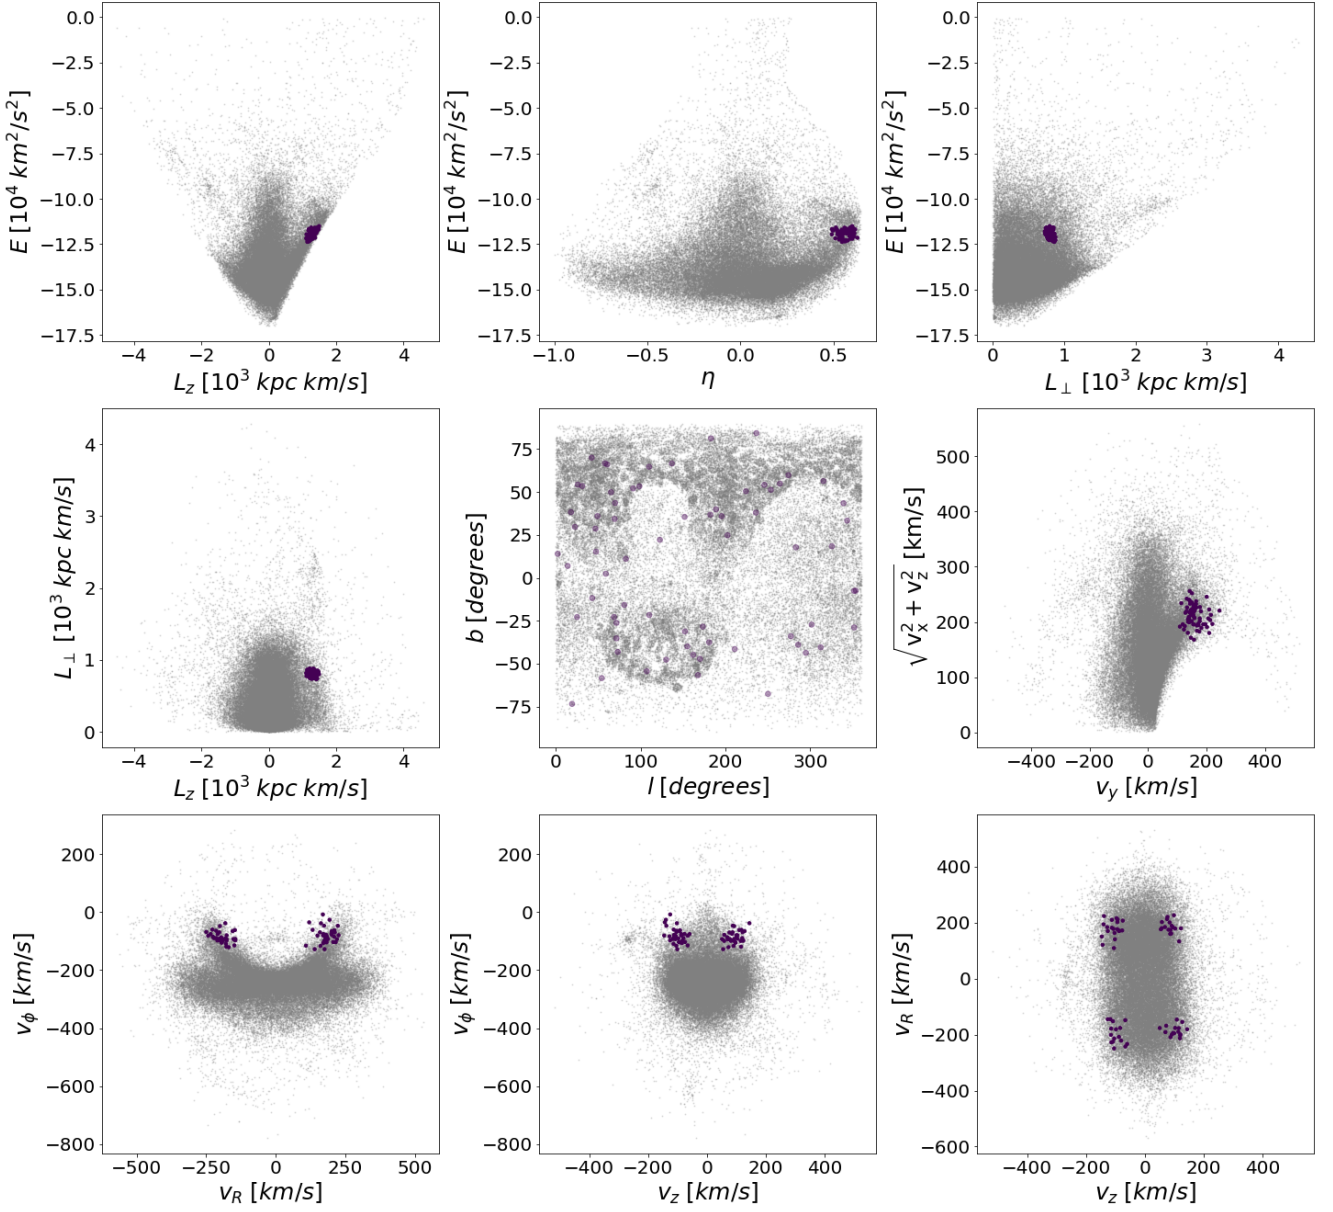 0.0
−2.5
−5.0
−7.5
−10.0
−12.5
−15.0
−17.5
E [10⁴ km²/s²]
−4 −2 0 2 4
L_z [10³ kpc km/s]
0.0
−2.5
−5.0
−7.5
−10.0
−12.5
−15.0
−17.5
E [10⁴ km²/s²]
−1.0 −0.5 0.0 0.5
η
0.0
−2.5
−5.0
−7.5
−10.0
−12.5
−15.0
−17.5
E [10⁴ km²/s²]
0 1 2 3 4
L_⊥ [10³ kpc km/s]
4
3
2
1
0
L_⊥ [10³ kpc km/s]
−4 −2 0 2 4
L_z [10³ kpc km/s]
75
50
25
0
−25
−50
−75
b [degrees]
0 100 200 300
l [degrees]
500
400
300
200
100
0
√v_x² + v_z² [km/s]
−400 −200 0 200 400
v_y [km/s]
200
0
−200
−400
−600
−800
v_ϕ [km/s]
−500 −250 0 250 500
v_R [km/s]
200
0
−200
−400
−600
−800
v_ϕ [km/s]
−400 −200 0 200 400
v_z [km/s]
400
200
0
−200
−400
−600
v_R [km/s]
−400 −200 0 200 400
v_z [km/s]